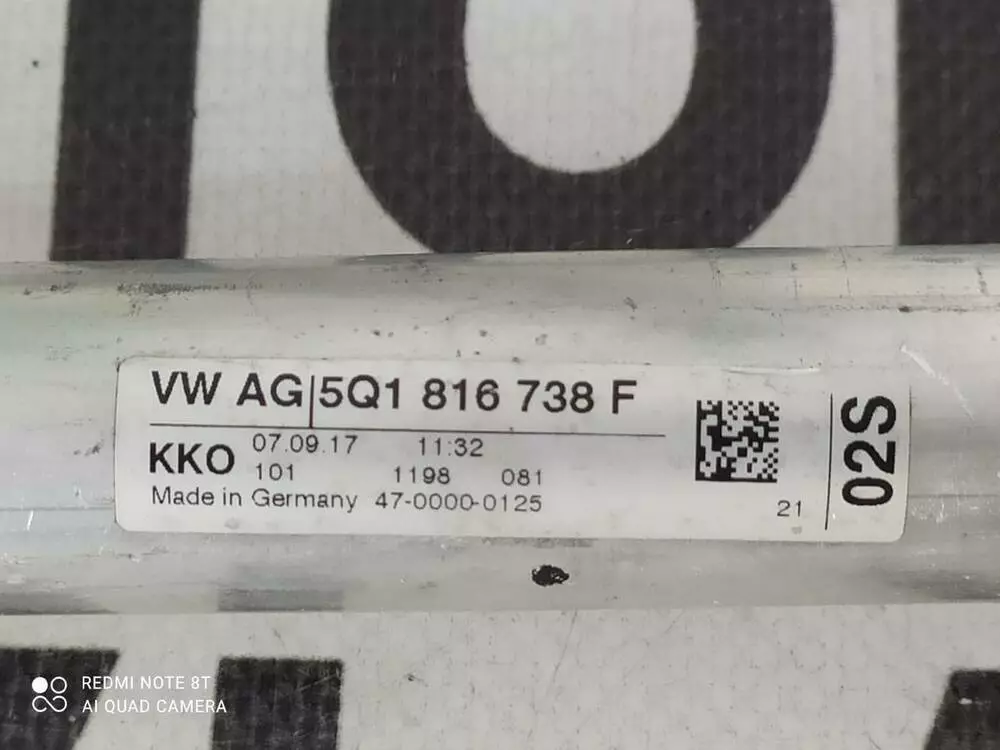 VW AG|5Q1 816 738 F
KKO
07.09.17 11:32
101 1198 081
Made in Germany 47-0000-0125
21
02S
REDMI NOTE 8T
AI QUAD CAMERA